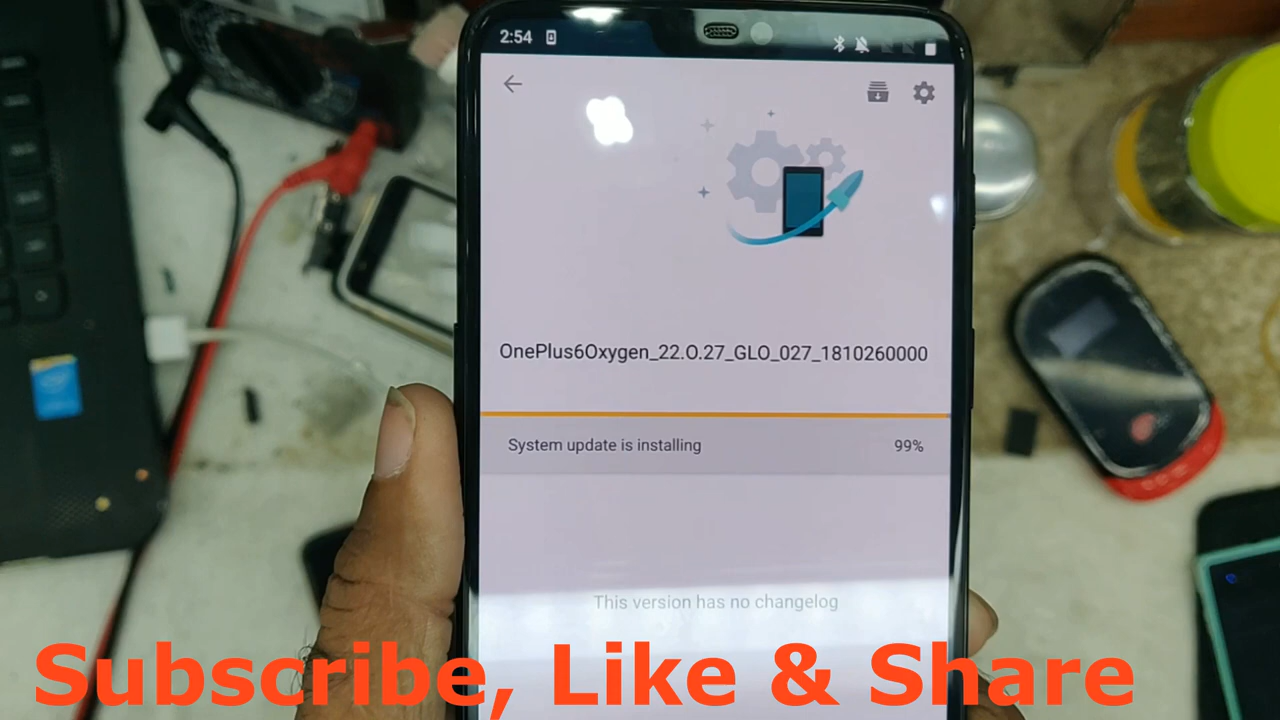 2:54
OnePlus6Oxygen_22.O.27_GLO_027_1810260000
System update is installing
99%
This version has no changelog
Subscribe, Like & Share